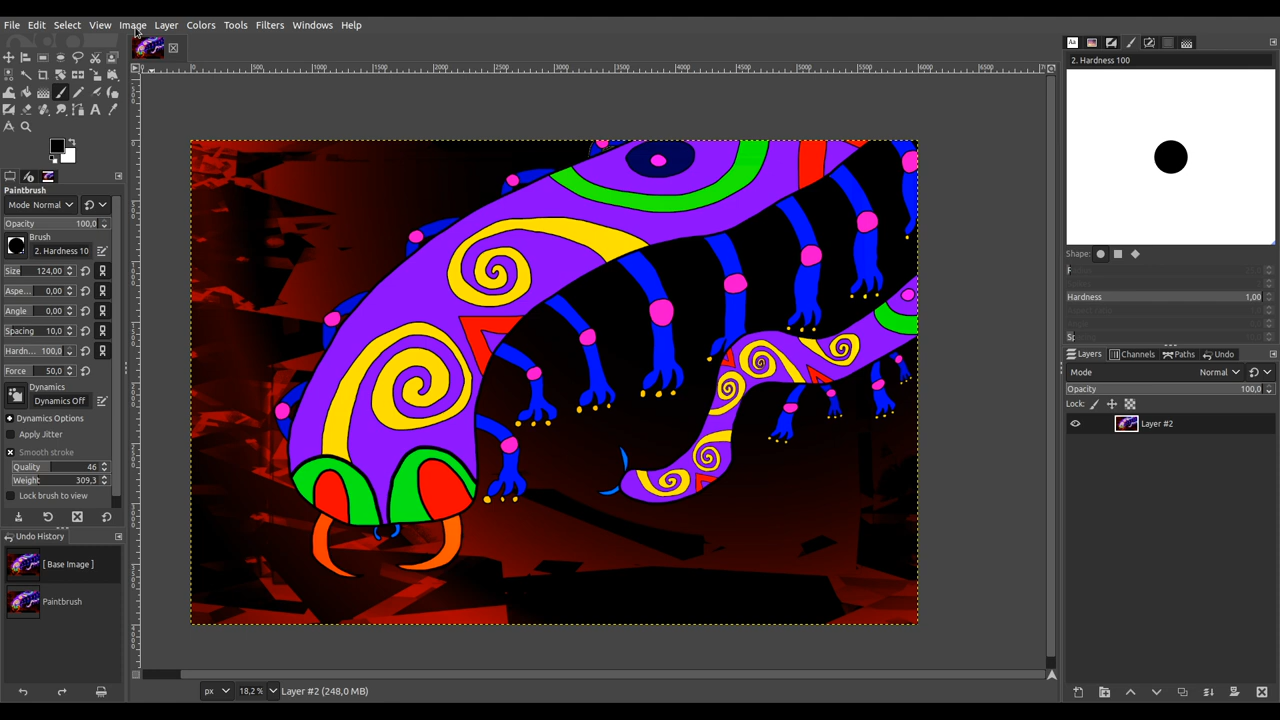 File Edit Select View Image Layer Colors Tools Filters Windows Help
Paintbrush
Mode Normal
Opacity 100,0
Brush
2. Hardness 10
Size 124,00
Aspe... 0,00
Angle 0,00
Spacing 10,0
Hardn... 100,0
Force 50,0
Dynamics
Dynamics Off
Dynamics Options
Apply Jitter
Smooth stroke
Quality 46
Weight 309,3
Lock brush to view
Undo History
[ Base Image ]
Paintbrush
px 18,2% Layer #2 (248,0 MB)
2. Hardness 100
Shape:
Hardness 1,00
Layers Channels Paths Undo
Mode Normal
Opacity 100,0
Lock:
Layer #2